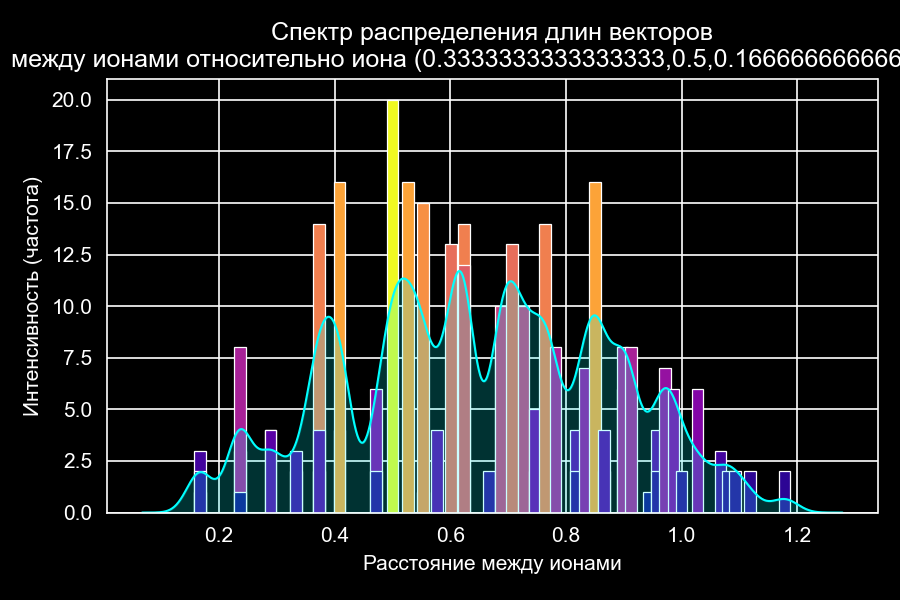 Спектр распределения длин векторов
между ионами относительно иона (0.3333333333333333,0.5,0.166666666666
20.0
17.5
15.0
12.5
10.0
7.5
5.0
2.5
0.0
Интенсивность (частота)
0.2 0.4 0.6 0.8 1.0 1.2
Расстояние между ионами